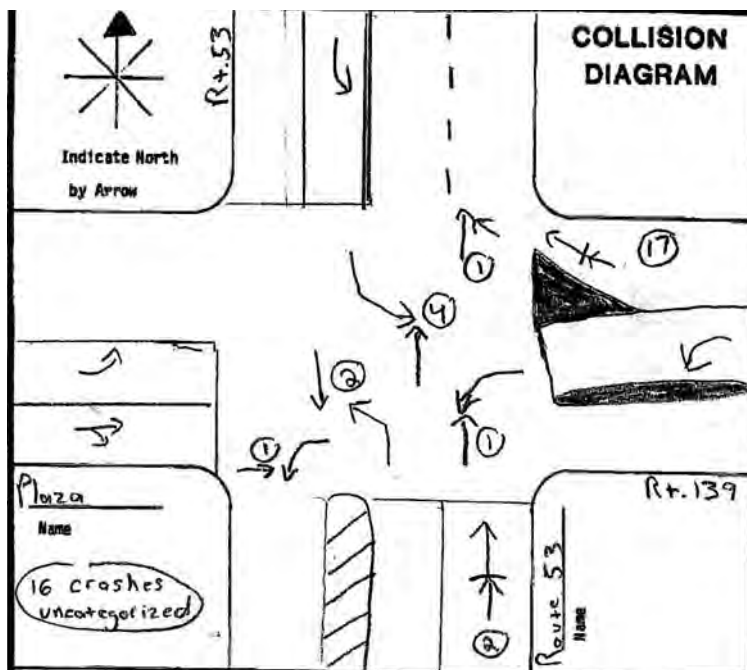 COLLISION
DIAGRAM
Rt.53
Indicate North
by Arrow
17
1
4
2
1
1
Plaza
Name
Rt.139
16 crashes
uncategorized
2
Route 53
Name